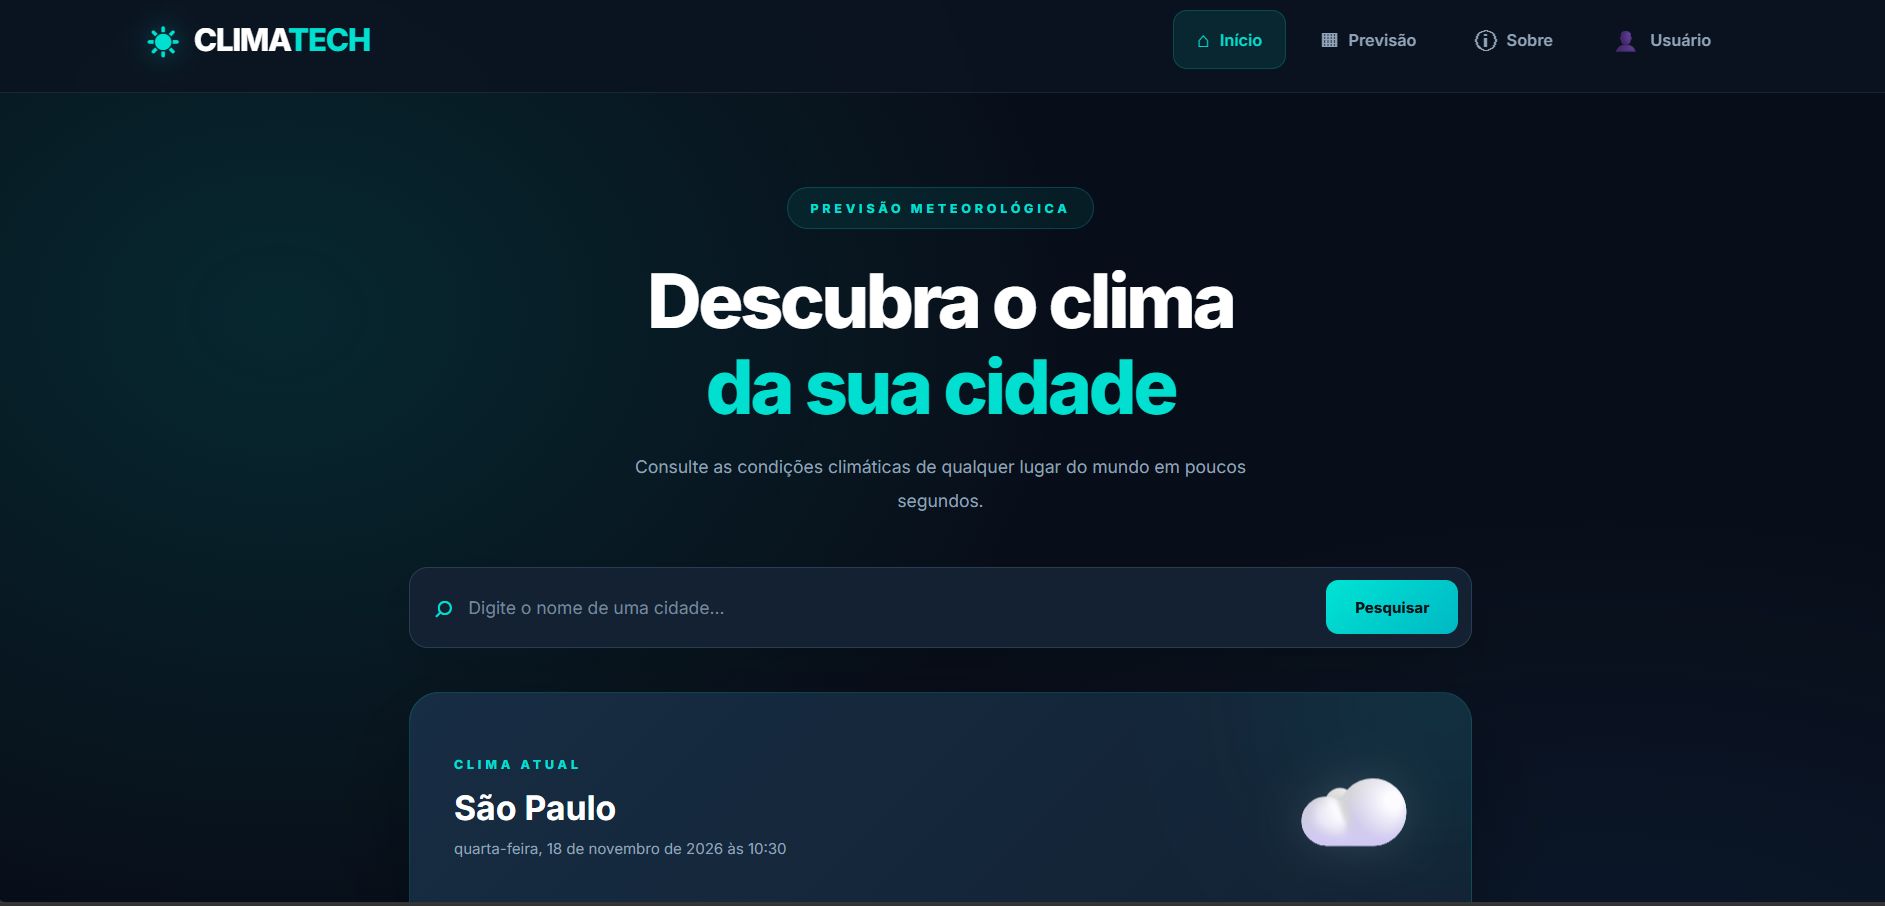 CLIMATECH
Início
Previsão
Sobre
Usuário
PREVISÃO METEOROLÓGICA
Descubra o clima
da sua cidade
Consulte as condições climáticas de qualquer lugar do mundo em poucos
segundos.
Digite o nome de uma cidade...
Pesquisar
CLIMA ATUAL
São Paulo
quarta-feira, 18 de novembro de 2026 às 10:30